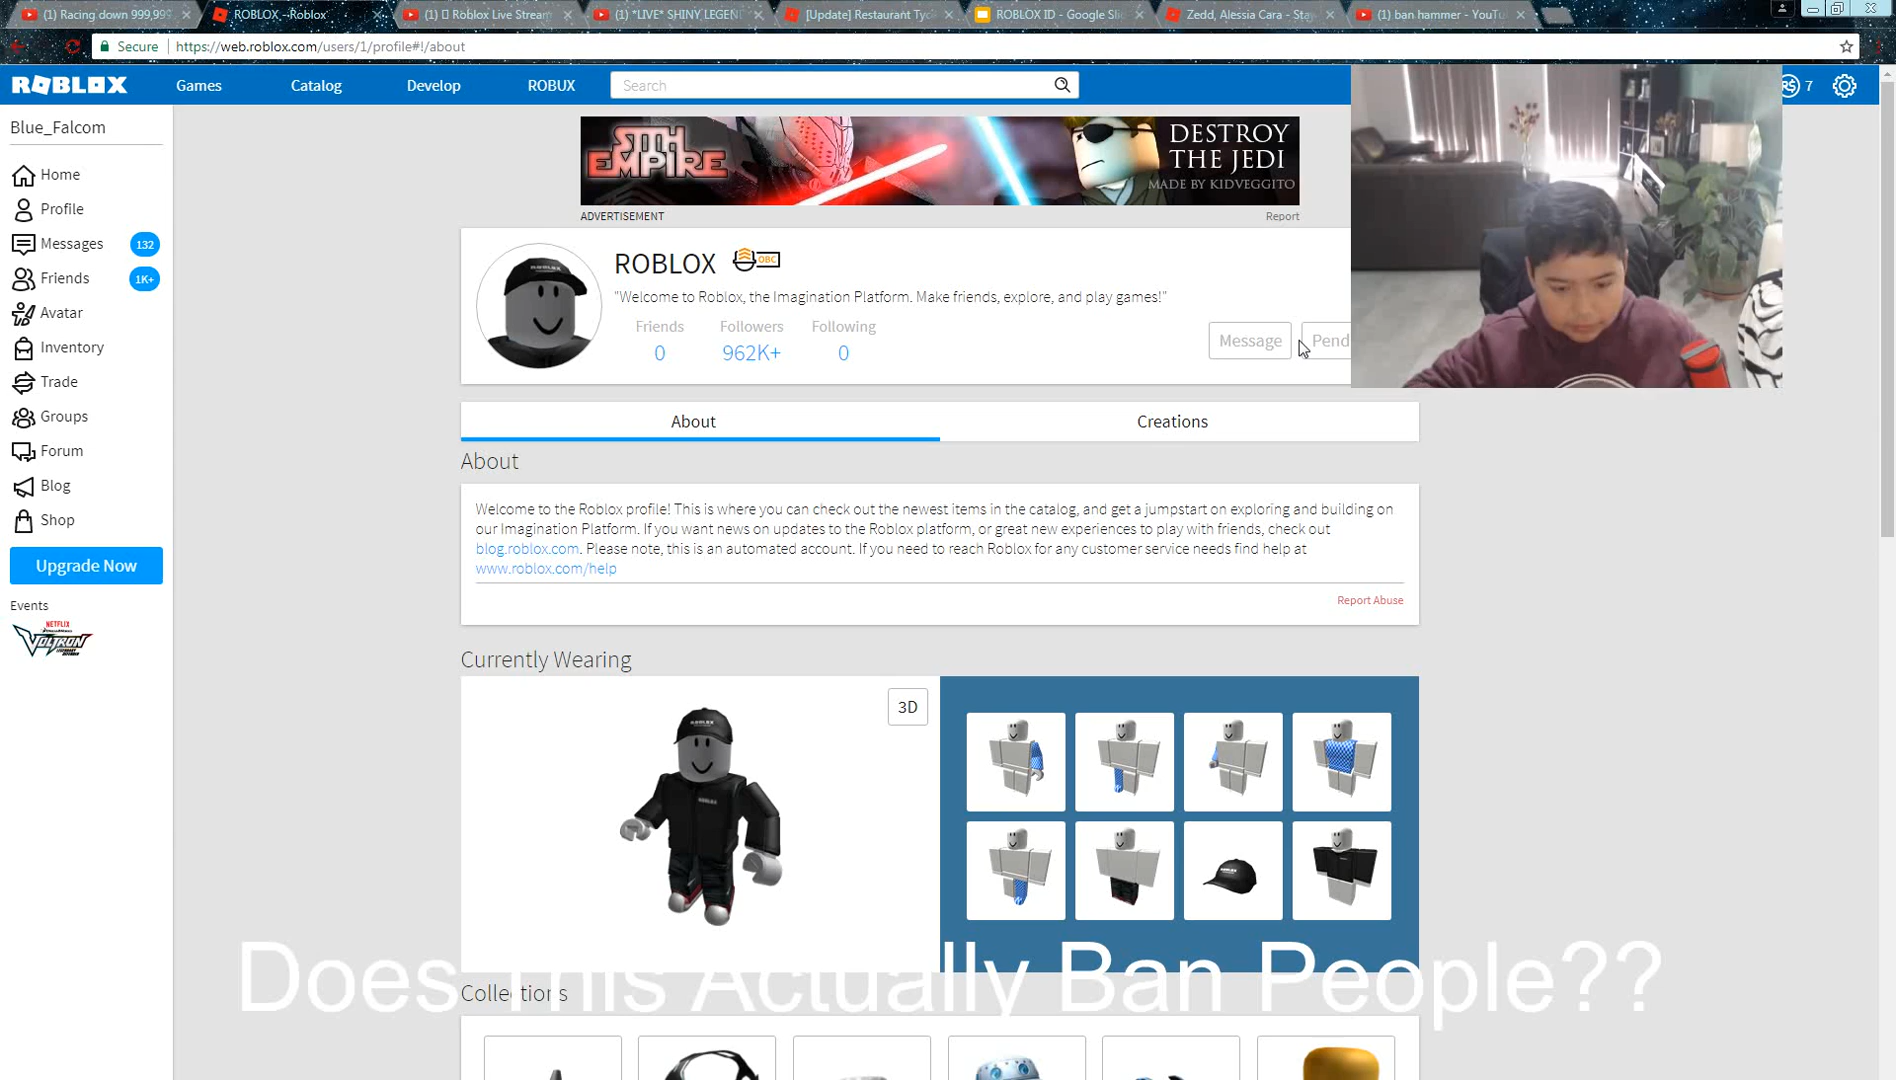 (1) Racing down 999,999
ROBLOX - Roblox
(1) Roblox Live Stream
(1) *LIVE* SHINY LEGEN
[Update] Restaurant Tyc
ROBLOX ID - Google Sli
Zedd, Alessia Cara - Stay
(1) ban hammer - YouTu
Secure https://web.roblox.com/users/1/profile#!/about
ROBLOX Games Catalog Develop ROBUX Search R$ 7
Blue_Falcom
Home
Profile
Messages 132
Friends 1K+
Avatar
Inventory
Trade
Groups
Forum
Blog
Shop
Upgrade Now
Events
NETFLIX
VOLTRON
SITH EMPIRE
DESTROY
THE JEDI
MADE BY KIDVEGGITO
ADVERTISEMENT Report
ROBLOX OBC
"Welcome to Roblox, the Imagination Platform. Make friends, explore, and play games!"
Friends Followers Following
0 962K+ 0
Message Pend
About Creations
About
Welcome to the Roblox profile! This is where you can check out the newest items in the catalog, and get a jumpstart on exploring and building on
our Imagination Platform. If you want news on updates to the Roblox platform, or great new experiences to play with friends, check out
blog.roblox.com. Please note, this is an automated account. If you need to reach Roblox for any customer service needs find help at
www.roblox.com/help
Report Abuse
Currently Wearing
3D
Does This Actually Ban People??
Collections